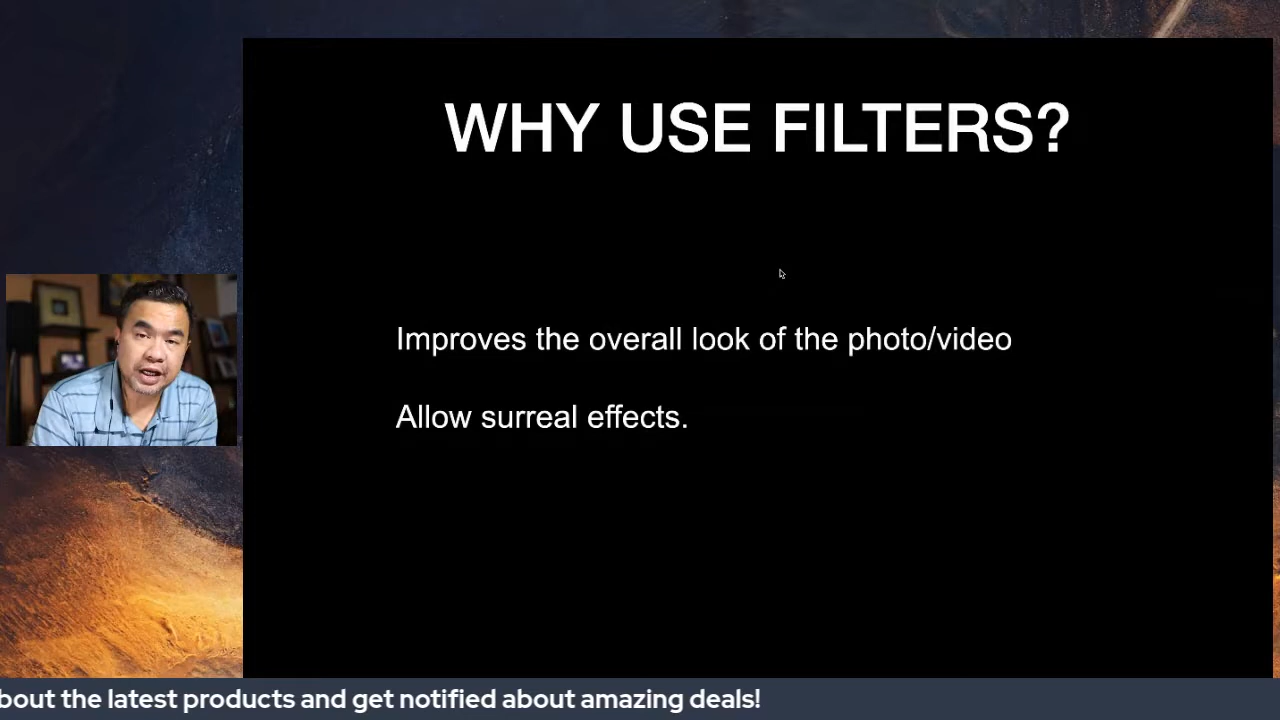 WHY USE FILTERS?
Improves the overall look of the photo/video
Allow surreal effects.
bout the latest products and get notified about amazing deals!